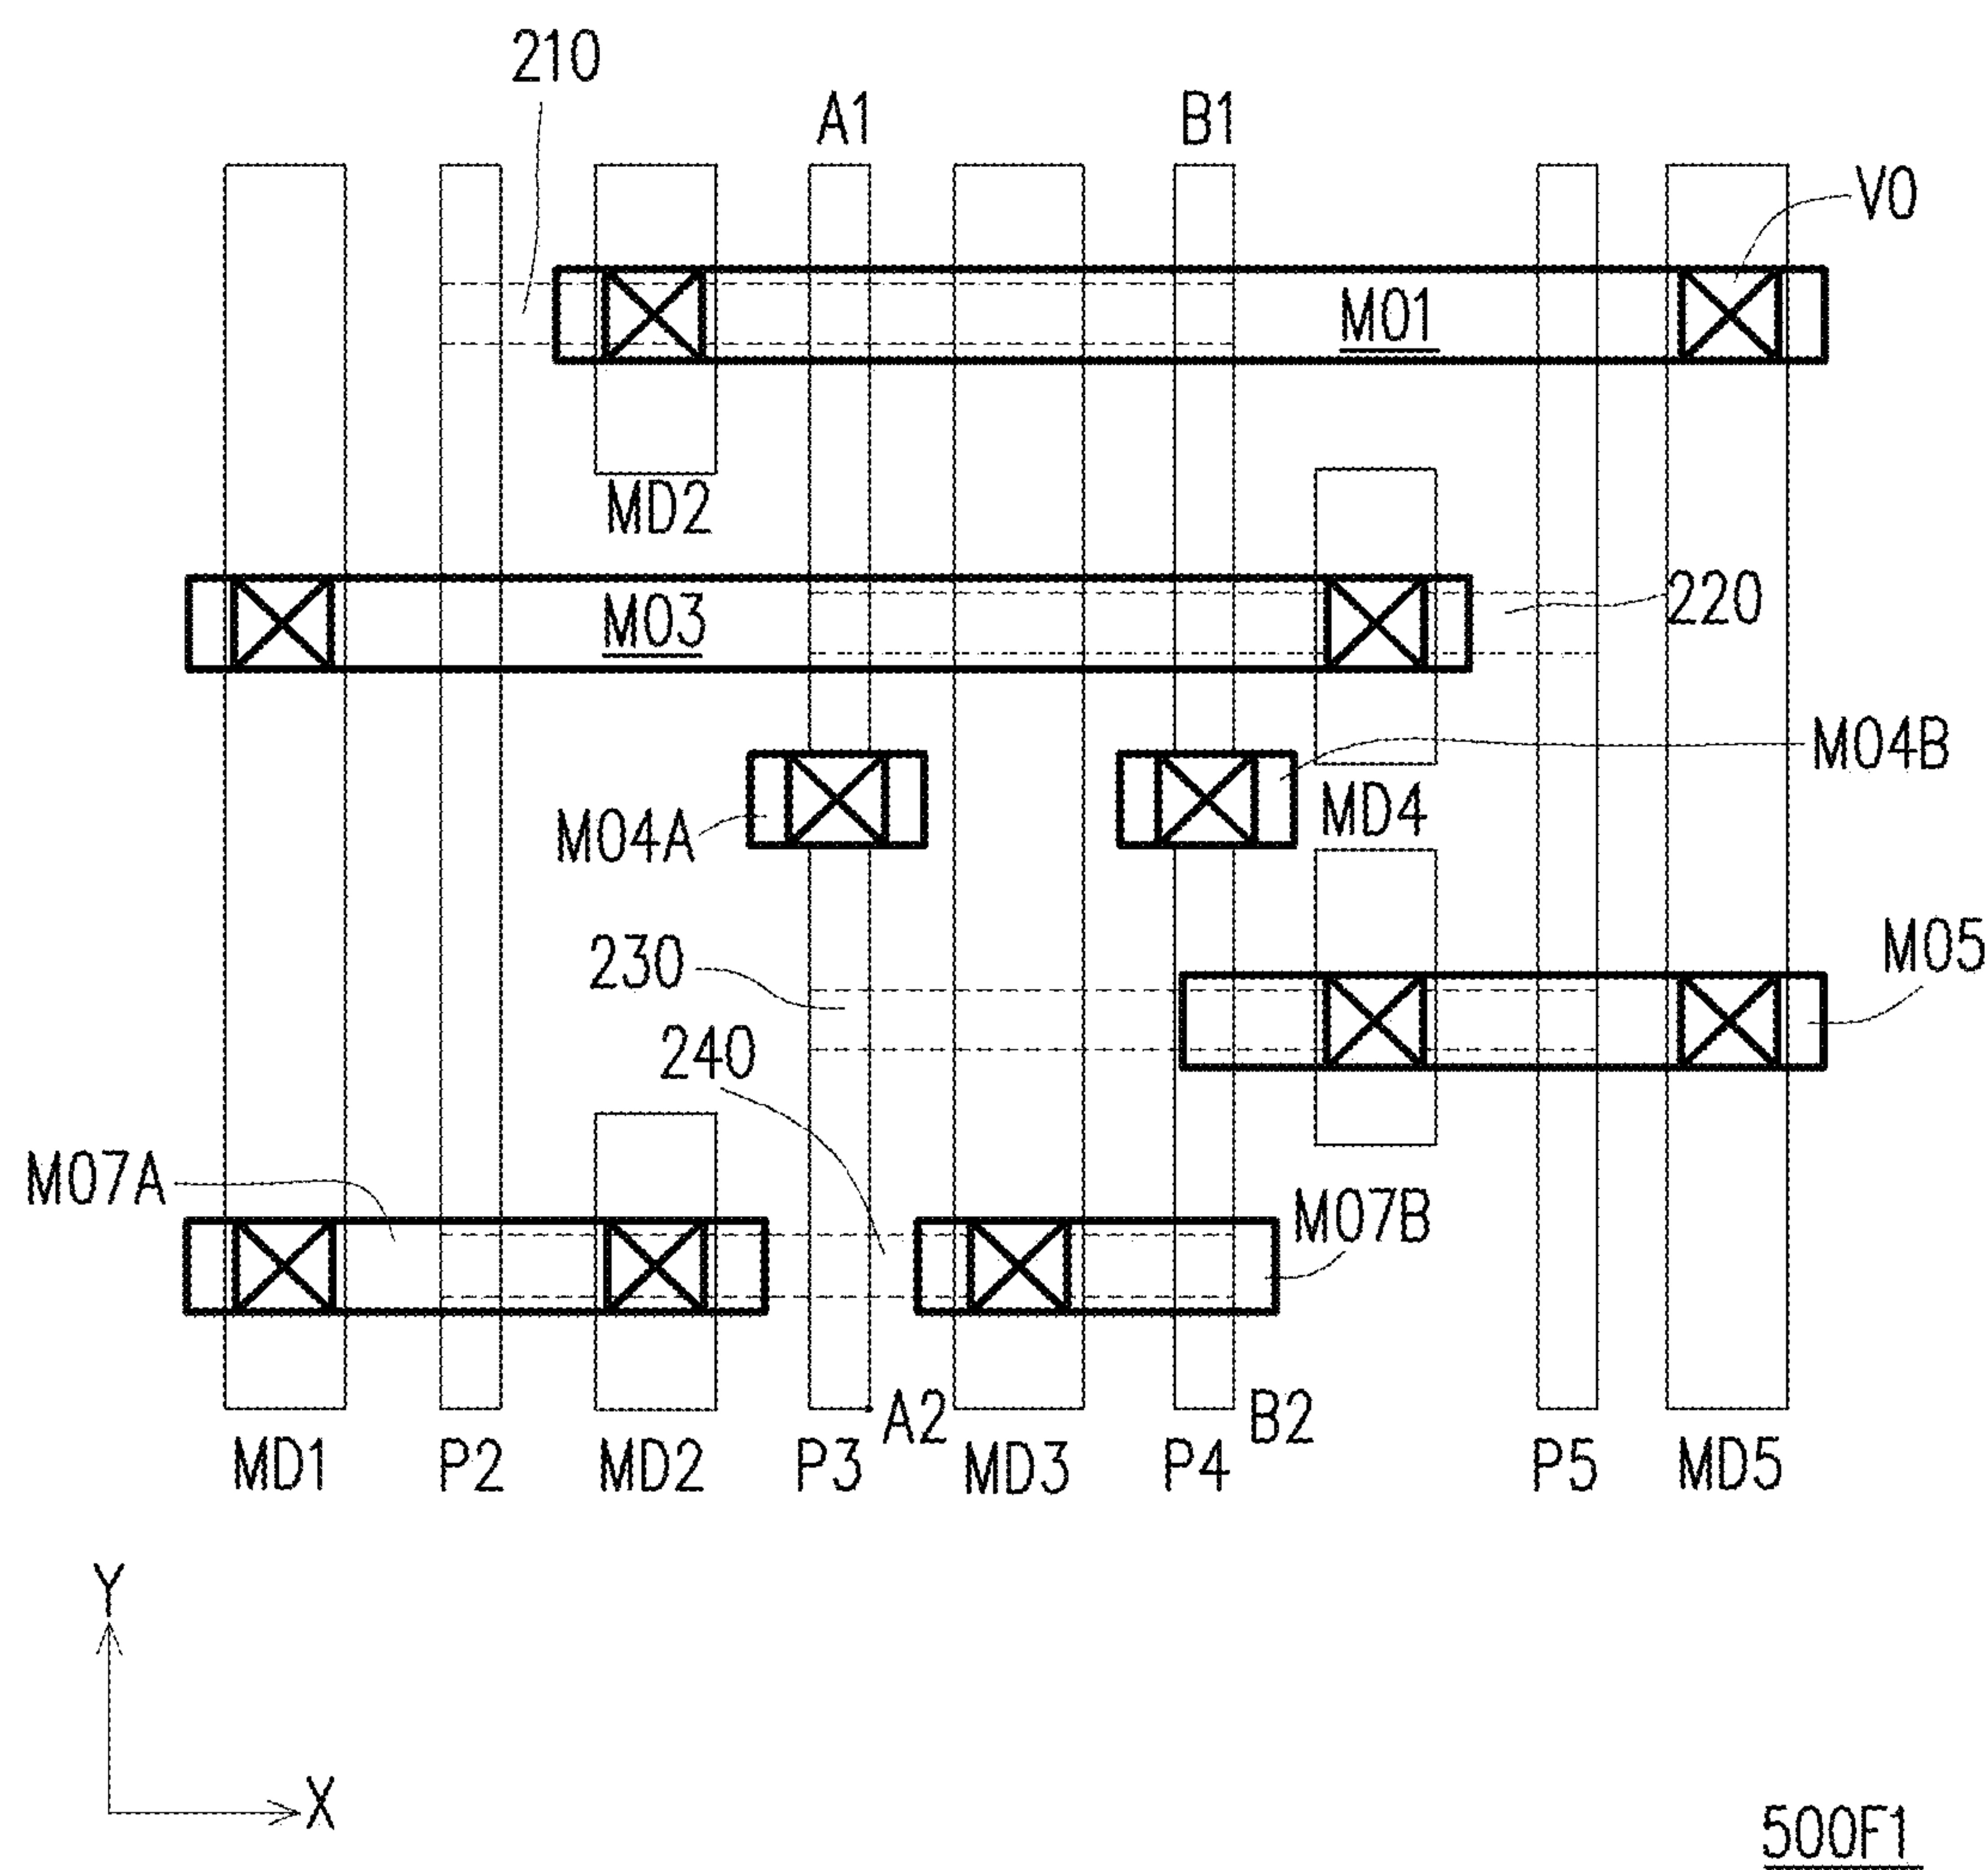 210
A1 B1
V0
M01
MD2
M03 220
M04B
M04A MD4
230 M05
240
M07A M07B
A2 B2
MD1 P2 MD2 P3 MD3 P4 P5 MD5
Y
X
500F1